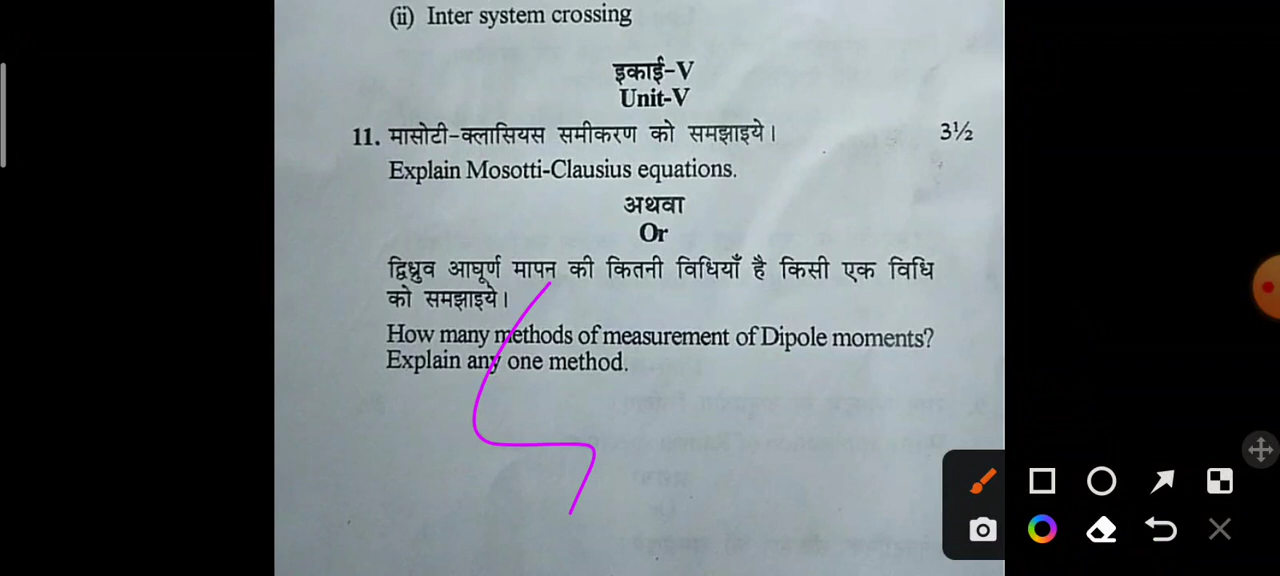 (ii) Inter system crossing
इकाई-V
Unit-V
11. मासोटी-क्लासियस समीकरण को समझाइये। 3½
Explain Mosotti-Clausius equations.
अथवा
Or
द्विध्रुव आघूर्ण मापन की कितनी विधियाँ है किसी एक विधि
को समझाइये।
How many methods of measurement of Dipole moments?
Explain any one method.